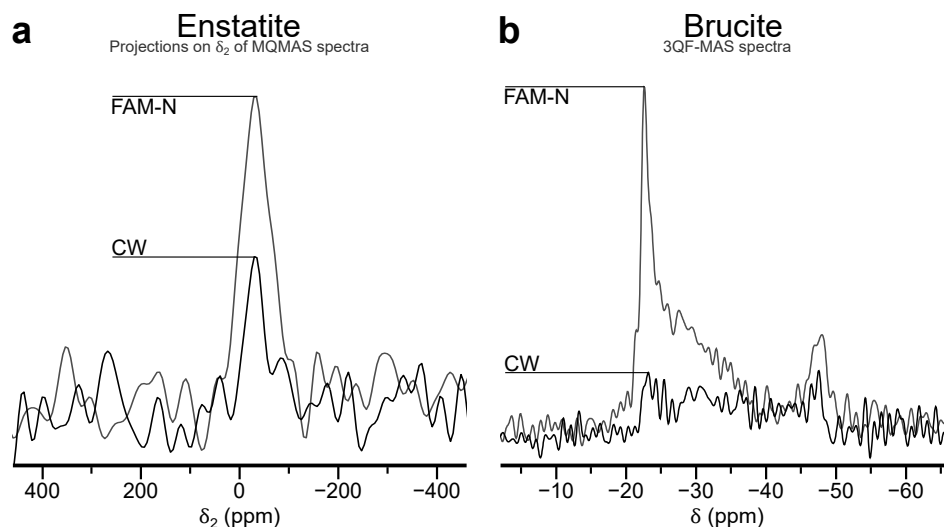 a
Enstatite
Projections on δ₂ of MQMAS spectra
FAM-N
CW
400 200 0 −200 −400
δ₂ (ppm)
b
Brucite
3QF-MAS spectra
FAM-N
CW
−10 −20 −30 −40 −50 −60
δ (ppm)